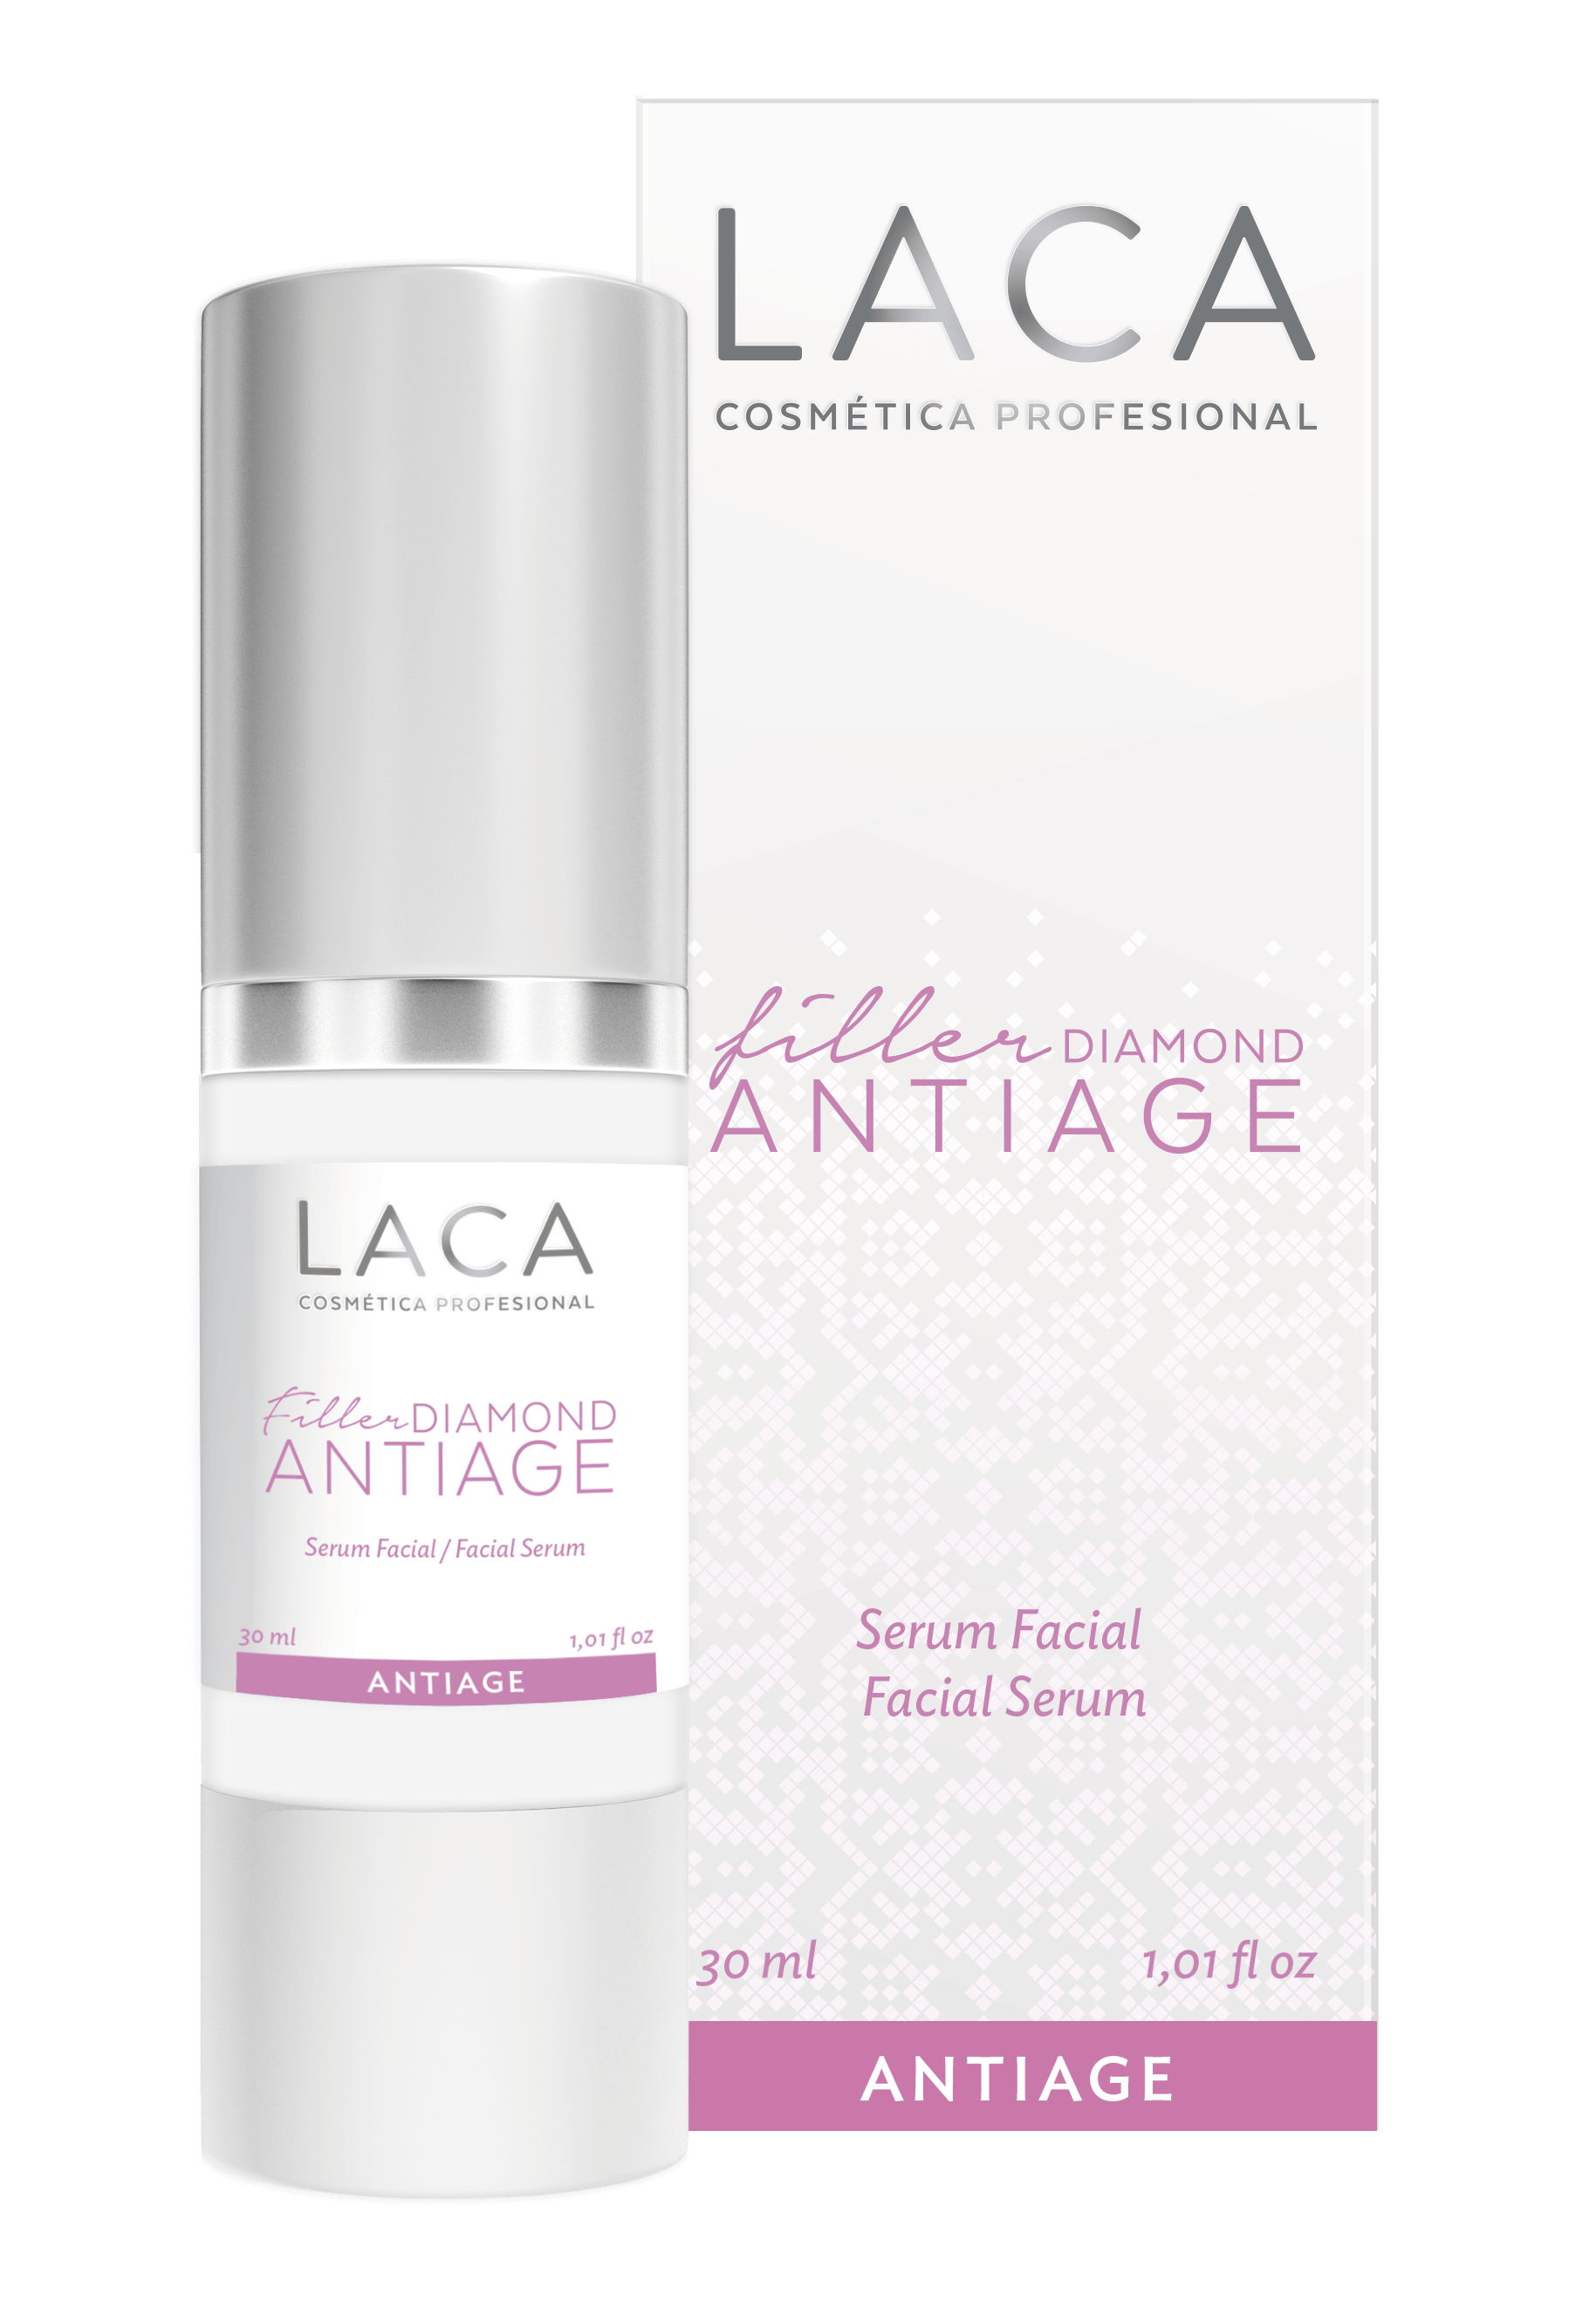 LACA
COSMÉTICA PROFESIONAL
filler DIAMOND
ANTIAGE
Serum Facial
Facial Serum
30 ml 1,01 fl oz
ANTIAGE
LACA
COSMÉTICA PROFESIONAL
Filler DIAMOND
ANTIAGE
Serum Facial / Facial Serum
30 ml 1,01 fl oz
ANTIAGE